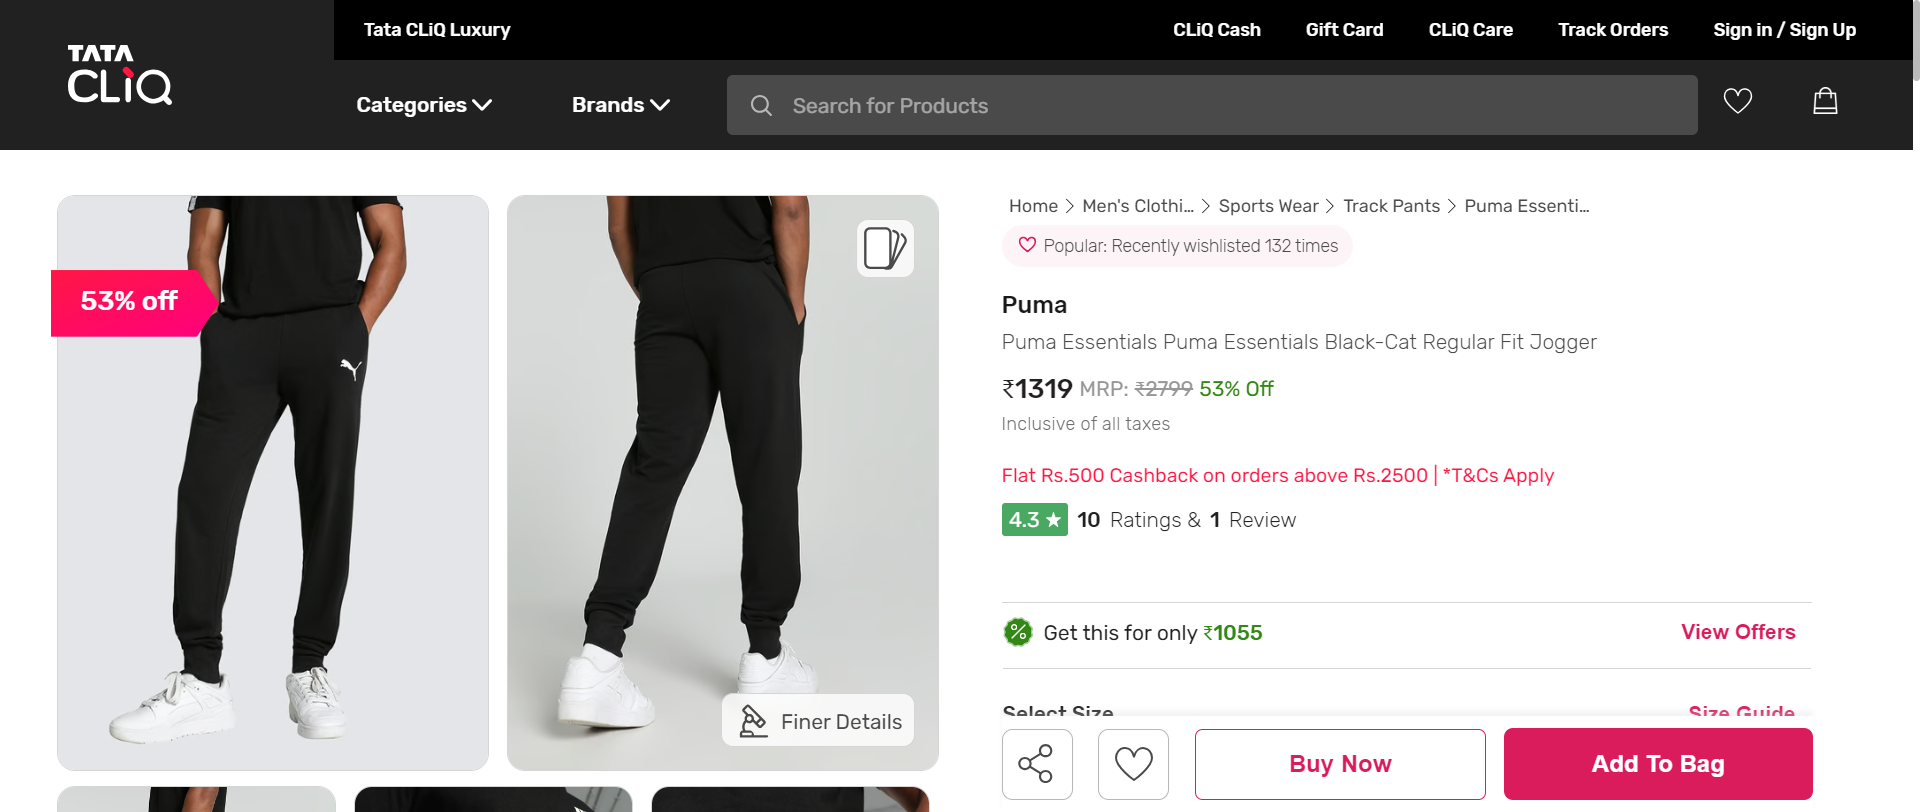 Tata CLiQ Luxury
CLiQ Cash
Gift Card
CLiQ Care
Track Orders
Sign in / Sign Up
TATA
CLiQ
Categories
Brands
Search for Products
53% off
Finer Details
Home > Men's Clothi... > Sports Wear > Track Pants > Puma Essenti...
Popular: Recently wishlisted 132 times
Puma
Puma Essentials Puma Essentials Black-Cat Regular Fit Jogger
₹1319 MRP: ₹2799 53% Off
Inclusive of all taxes
Flat Rs.500 Cashback on orders above Rs.2500 | *T&Cs Apply
4.3 ★ 10 Ratings & 1 Review
Get this for only ₹1055
View Offers
Select Size
Size Guide
Buy Now
Add To Bag